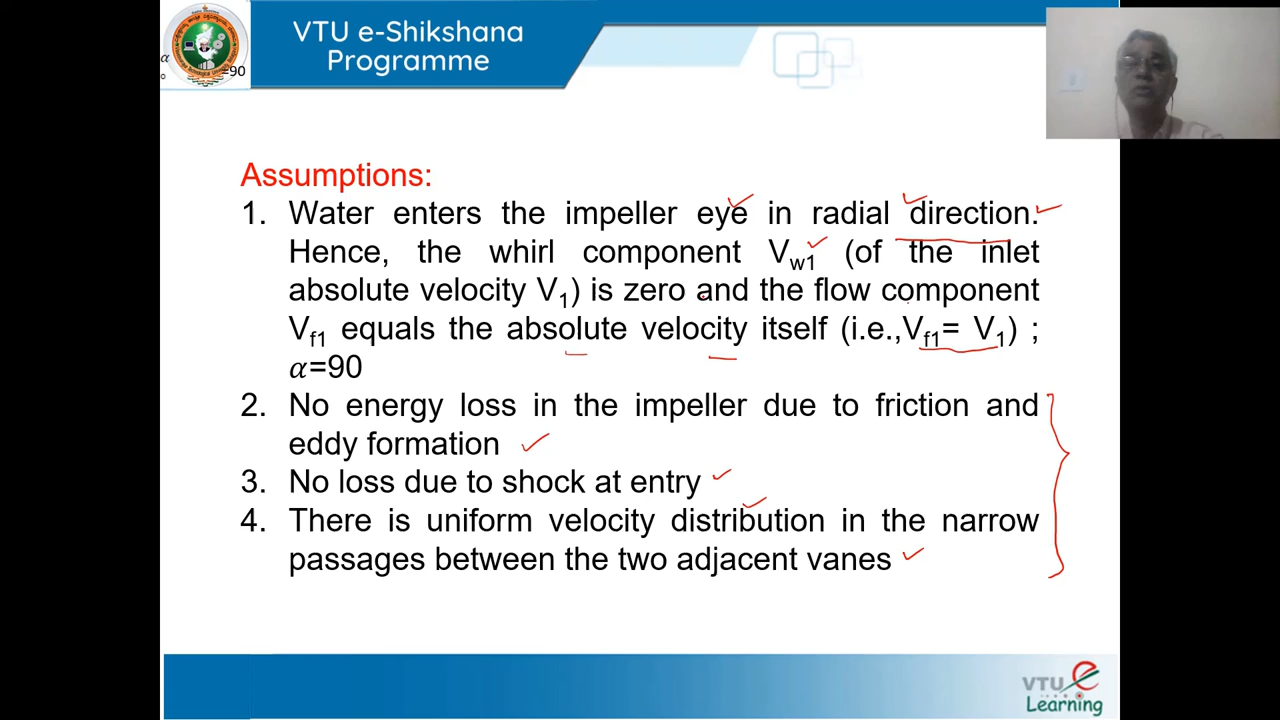 VTU e-Shikshana
Programme
α
=90
Assumptions:
1. Water enters the impeller eye in radial direction.
Hence, the whirl component Vw1 (of the inlet
absolute velocity V1) is zero and the flow component
Vf1 equals the absolute velocity itself (i.e.,Vf1= V1) ;
𝛼=90
2. No energy loss in the impeller due to friction and
eddy formation
3. No loss due to shock at entry
4. There is uniform velocity distribution in the narrow
passages between the two adjacent vanes
VTU e
Learning